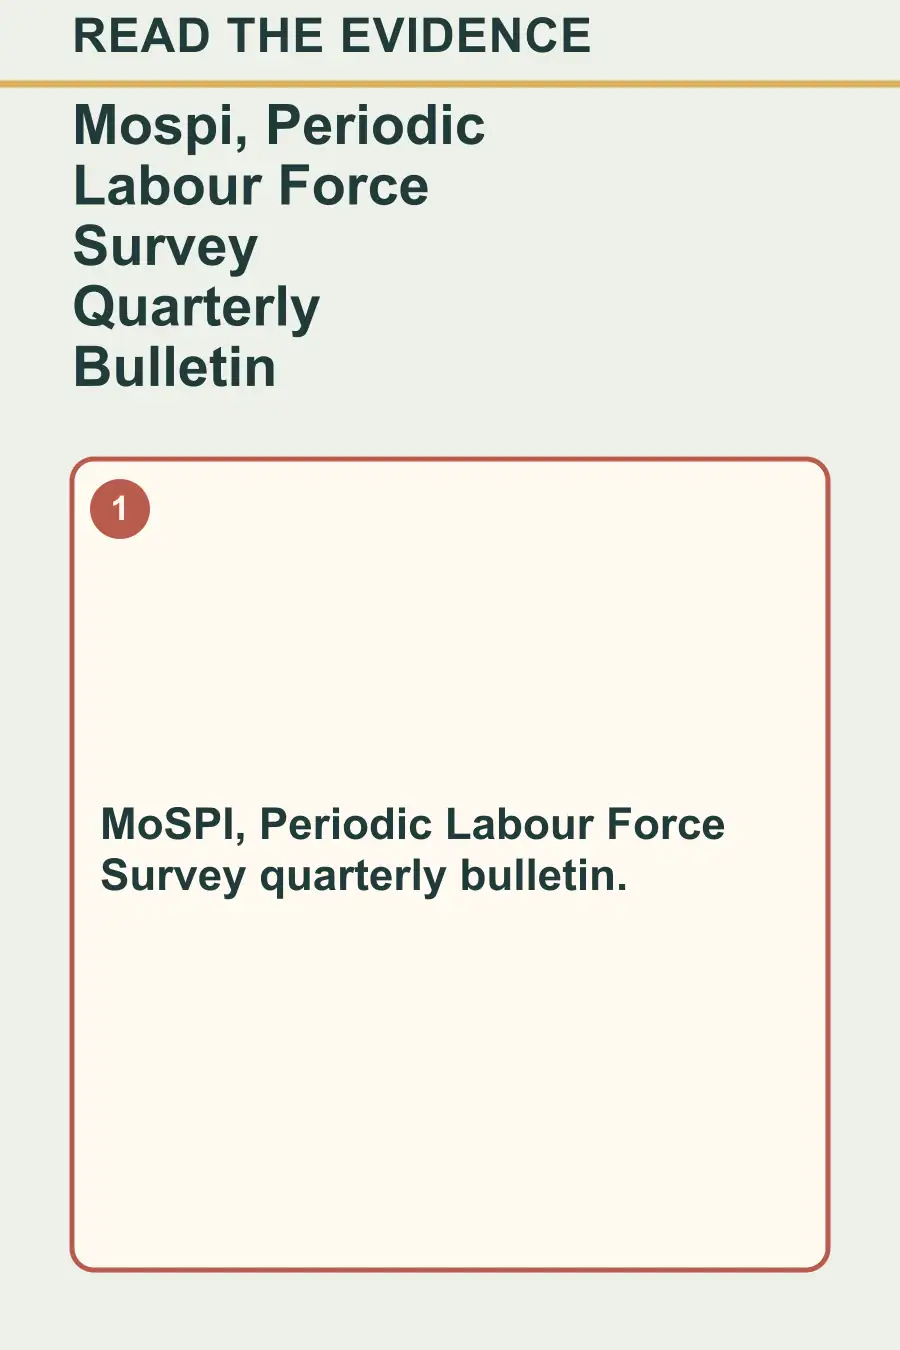 READ THE EVIDENCE
Mospi, Periodic
Labour Force
Survey
Quarterly
Bulletin
1
MoSPI, Periodic Labour Force
Survey quarterly bulletin.